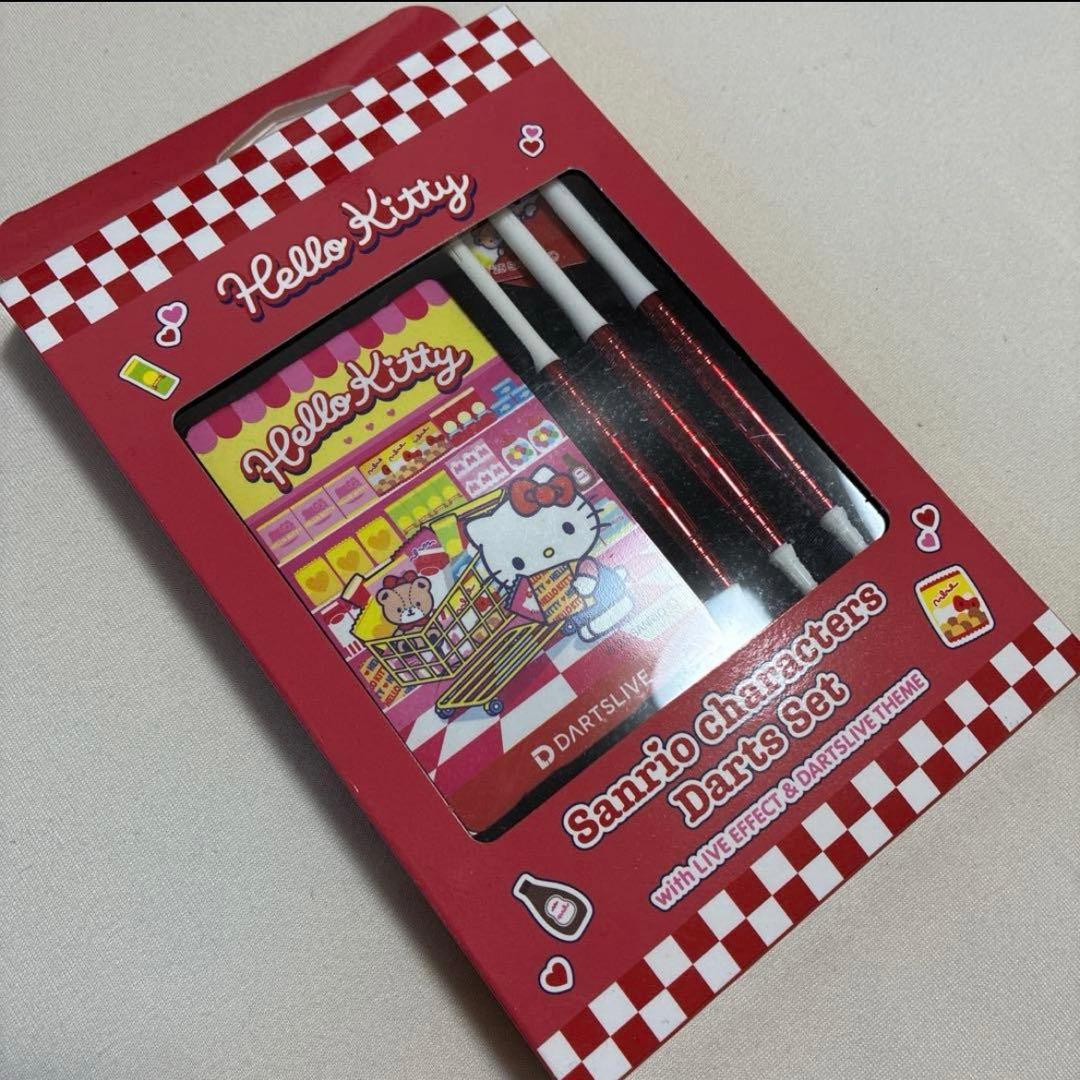 Hello Kitty
Hello Kitty
DARTSLIVE
Sanrio characters
Darts Set
with LIVE EFFECT & DARTSLIVE THEME